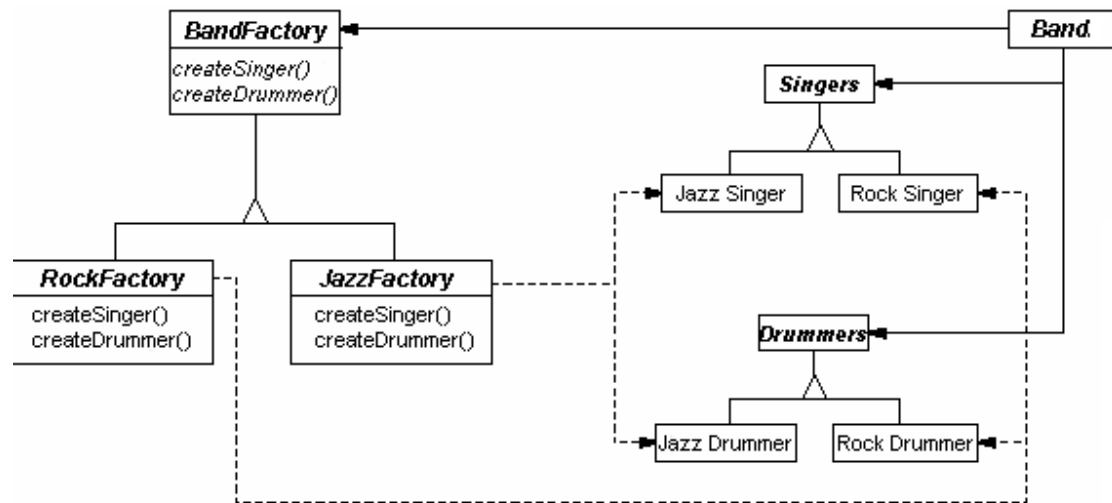 BandFactory
createSinger()
createDrummer()
Band.
Singers
Jazz Singer
Rock Singer
RockFactory
createSinger()
createDrummer()
JazzFactory
createSinger()
createDrummer()
Drummers
Jazz Drummer
Rock Drummer